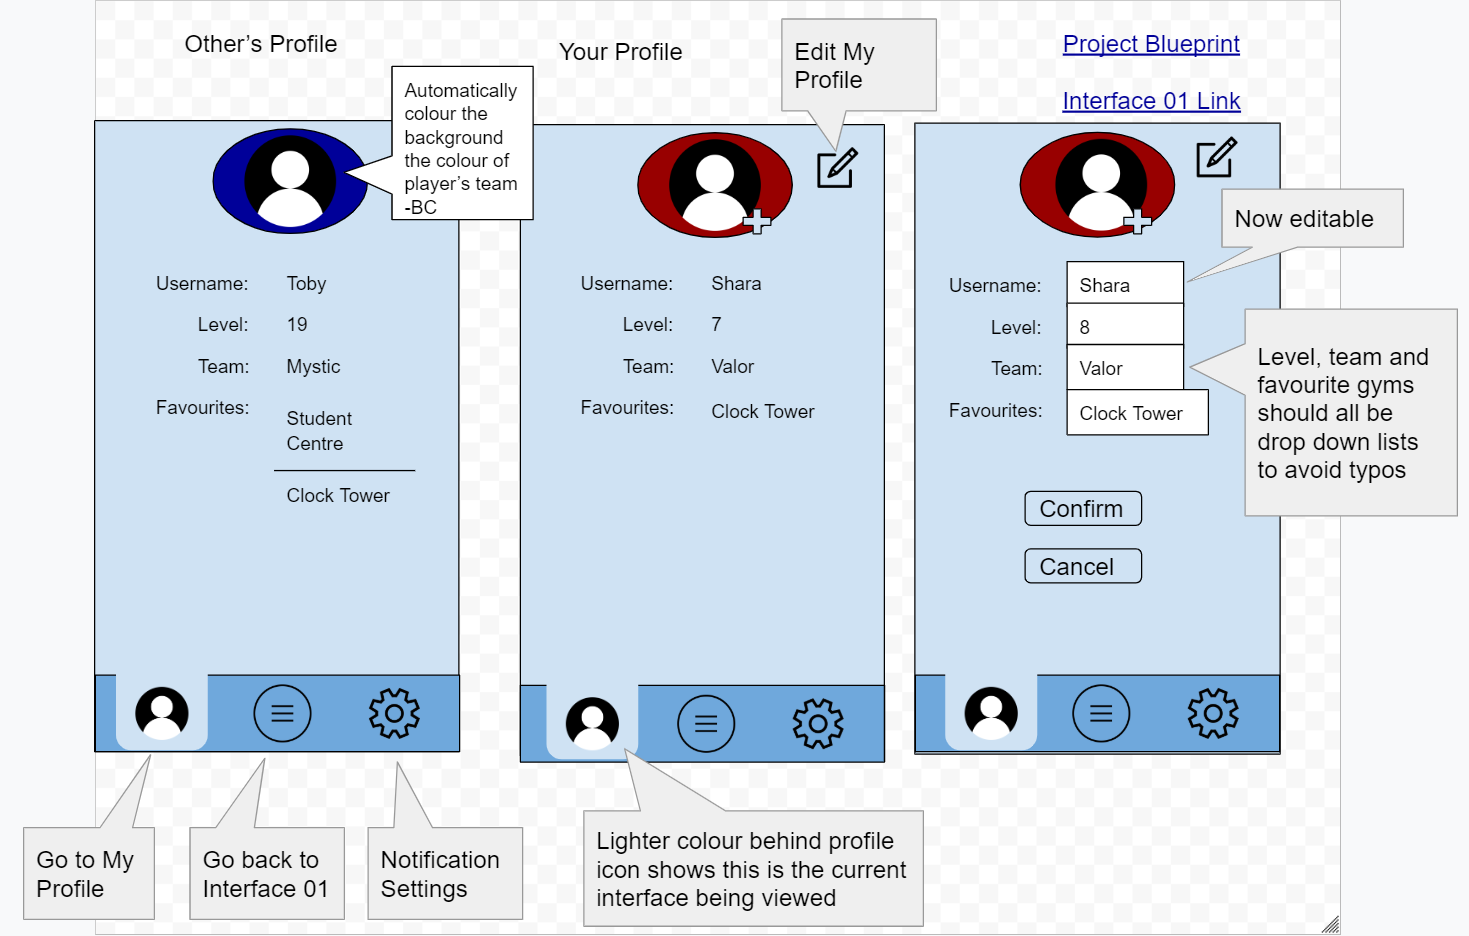 Other's Profile
Your Profile
Edit My
Profile
Project Blueprint
Interface 01 Link
Automatically
colour the
background
the colour of
player's team
-BC
Username: Toby
Level: 19
Team: Mystic
Favourites: Student
Centre
Clock Tower
Username: Shara
Level: 7
Team: Valor
Favourites: Clock Tower
Now editable
Username: Shara
Level: 8
Team: Valor
Favourites: Clock Tower
Level, team and
favourite gyms
should all be
drop down lists
to avoid typos
Confirm
Cancel
Go to My
Profile
Go back to
Interface 01
Notification
Settings
Lighter colour behind profile
icon shows this is the current
interface being viewed